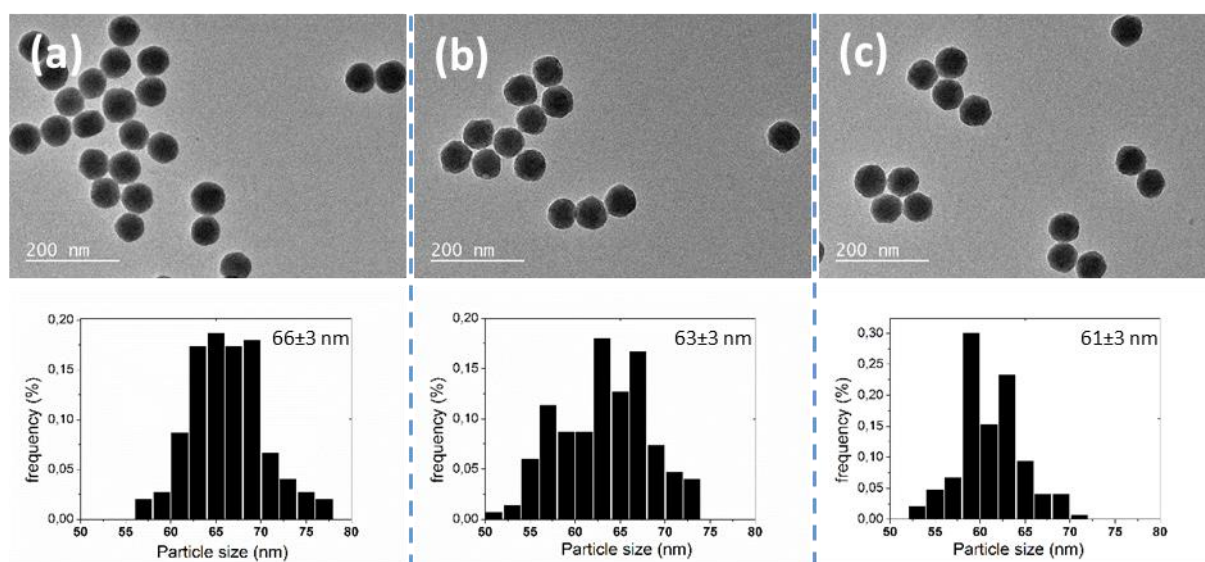 (a)
200 nm
(b)
200 nm
(c)
200 nm
0,20
0,15
0,10
0,05
0,00
66±3 nm
frequency (%)
50 55 60 65 70 75 80
Particle size (nm)
0,20
0,15
0,10
0,05
0,00
63±3 nm
frequency (%)
50 55 60 65 70 75 80
Particle size (nm)
0,30
0,25
0,20
0,15
0,10
0,05
0,00
61±3 nm
frequency (%)
50 55 60 65 70 75 80
Particle size (nm)